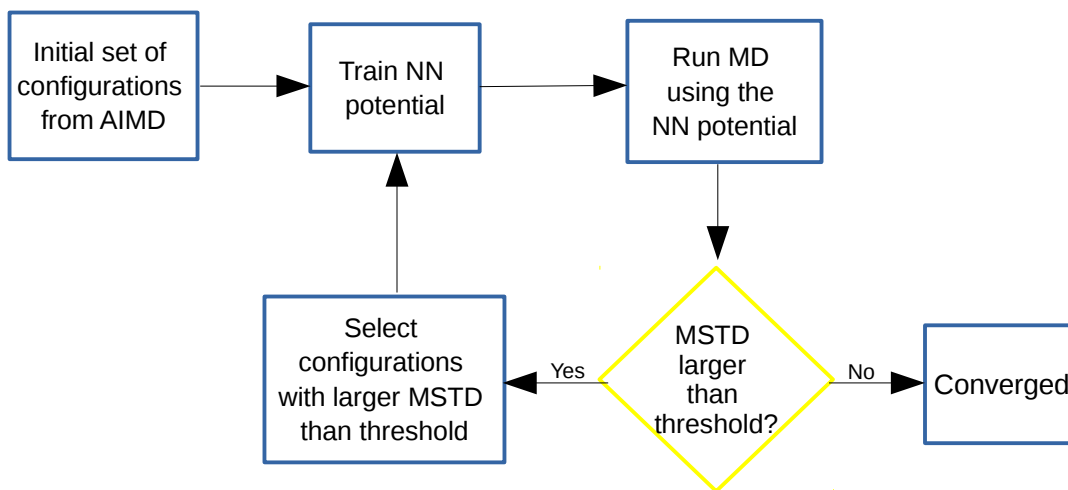 Initial set of
configurations
from AIMD
Train NN
potential
Run MD
using the
NN potential
MSTD
larger
than
threshold?
Yes
No
Select
configurations
with larger MSTD
than threshold
Converged